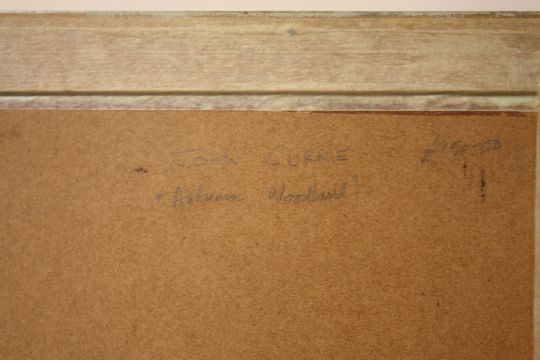 JOHN CURRIE £150-00
"Autumn Woodland"